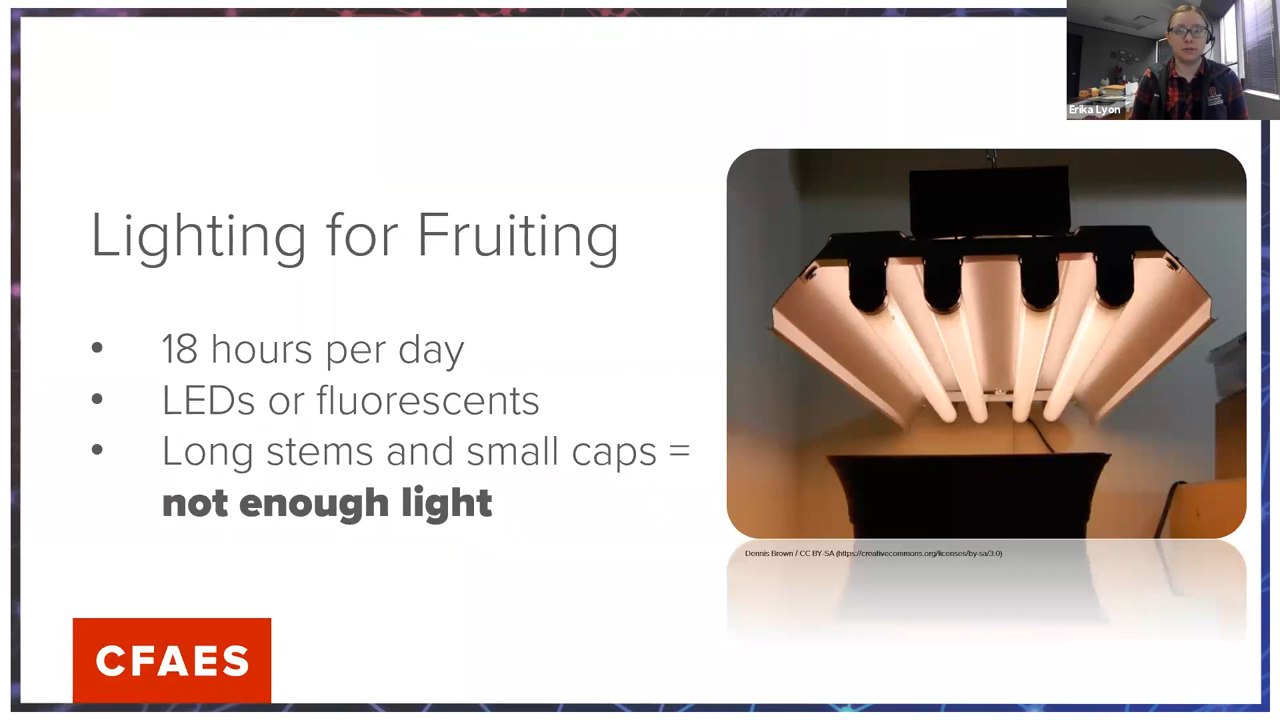 Erika Lyon
Lighting for Fruiting
• 18 hours per day
• LEDs or fluorescents
• Long stems and small caps =
not enough light
Dennis Brown / CC BY-SA (https://creativecommons.org/licenses/by-sa/3.0)
CFAES